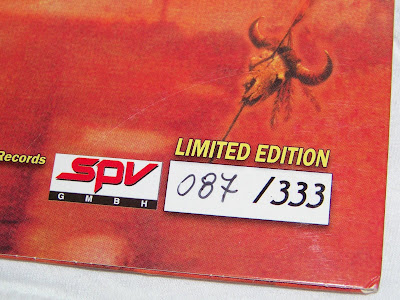 LIMITED EDITION
Records
SPV
087 /333
GMBH